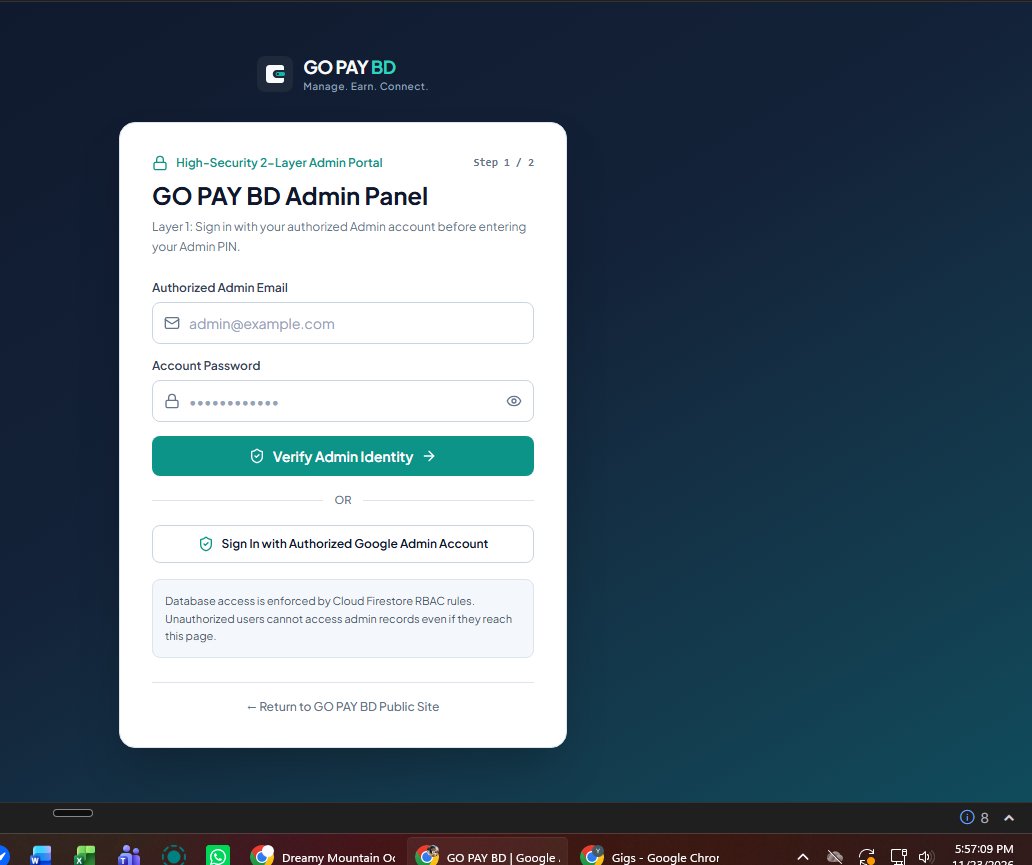 GO PAY BD
Manage. Earn. Connect.
High-Security 2-Layer Admin Portal
Step 1 / 2
GO PAY BD Admin Panel
Layer 1: Sign in with your authorized Admin account before entering
your Admin PIN.
Authorized Admin Email
admin@example.com
Account Password
••••••••••••
Verify Admin Identity →
OR
Sign In with Authorized Google Admin Account
Database access is enforced by Cloud Firestore RBAC rules.
Unauthorized users cannot access admin records even if they reach
this page.
← Return to GO PAY BD Public Site
8
Dreamy Mountain
GO PAY BD | Google
Gigs - Google Chror
5:57:09 PM